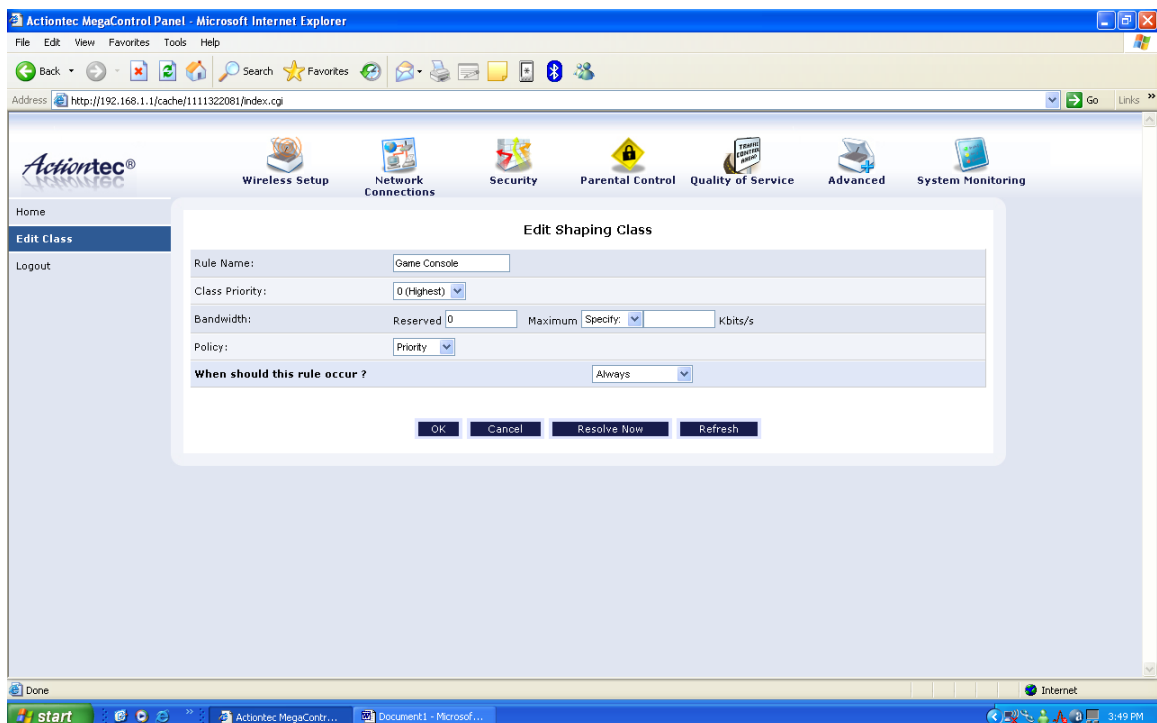 Actiontec MegaControl Panel - Microsoft Internet Explorer
File Edit View Favorites Tools Help
Back Search Favorites
Address http://192.168.1.1/cache/1111322081/index.cgi Go Links »
Actiontec®
Wireless Setup
Network Connections
Security
Parental Control
TRAFFIC CONTROL AHEAD
Quality of Service
Advanced
System Monitoring
Home
Edit Class
Logout
Edit Shaping Class
Rule Name: Game Console
Class Priority: 0 (Highest)
Bandwidth: Reserved 0 Maximum Specify: Kbits/s
Policy: Priority
When should this rule occur ? Always
OK Cancel Resolve Now Refresh
Done Internet
start » Actiontec MegaContr... Document1 - Microsof... 3:49 PM